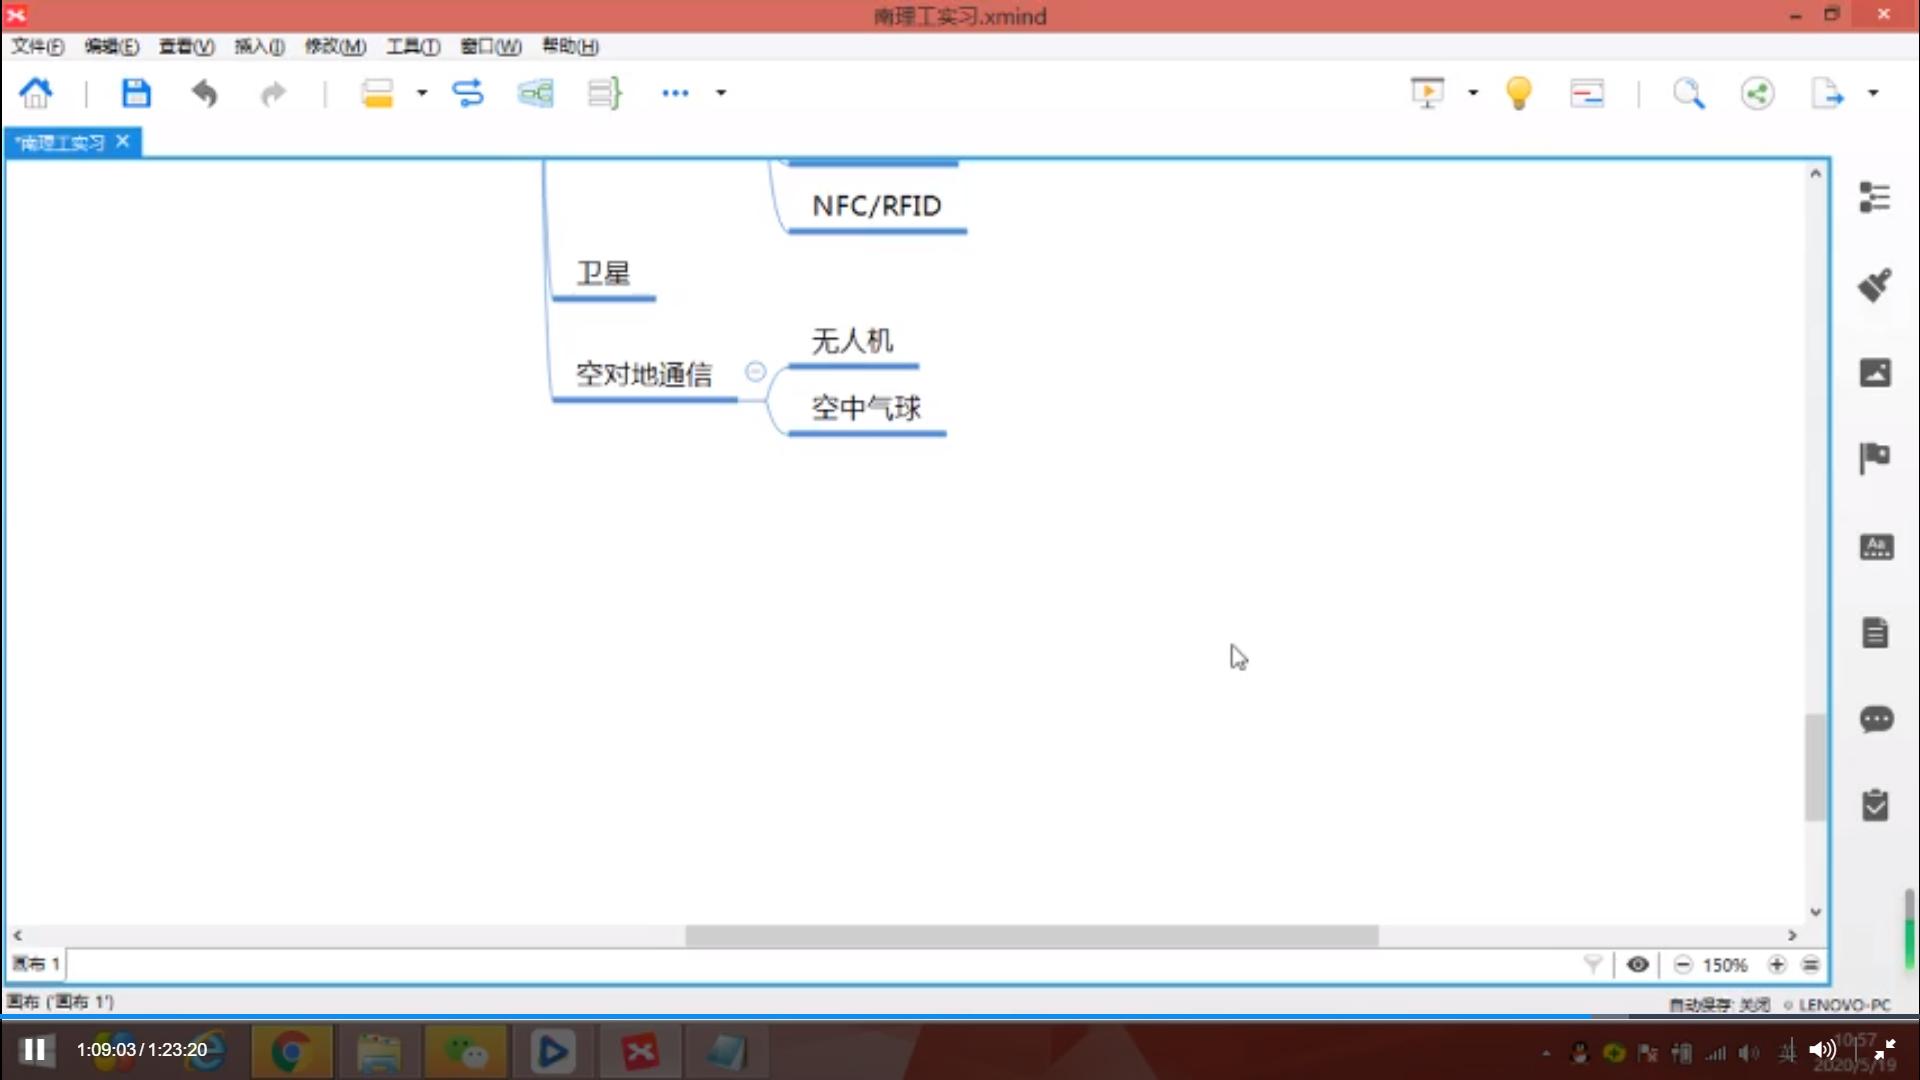 南理工实习.xmind
文件(F) 编辑(E) 查看(V) 插入(I) 修改(M) 工具(T) 窗口(W) 帮助(H)
*南理工实习
NFC/RFID
卫星
无人机
空对地通信
空中气球
Aa
画布 1
150%
画布 ('画布 1')
自动保存: 关闭 LENOVO-PC
1:09:03 / 1:23:20
英
10:57
2020/5/19